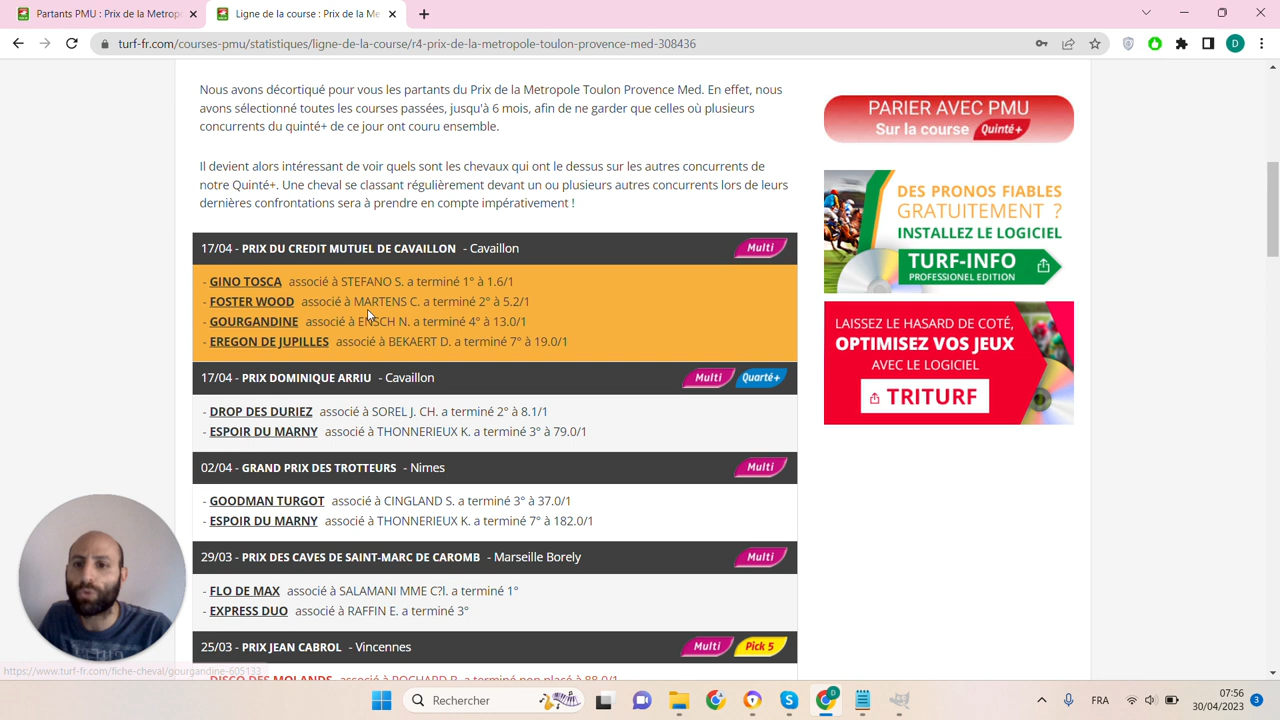 Partants PMU : Prix de la Metrop
Ligne de la course : Prix de la Me
turf-fr.com/courses-pmu/statistiques/ligne-de-la-course/r4-prix-de-la-metropole-toulon-provence-med-308436
D
Nous avons décortiqué pour vous les partants du Prix de la Metropole Toulon Provence Med. En effet, nous
avons sélectionné toutes les courses passées, jusqu'à 6 mois, afin de ne garder que celles où plusieurs
concurrents du quinté+ de ce jour ont couru ensemble.
Il devient alors intéressant de voir quels sont les chevaux qui ont le dessus sur les autres concurrents de
notre Quinté+. Une cheval se classant régulièrement devant un ou plusieurs autres concurrents lors de leurs
dernières confrontations sera à prendre en compte impérativement !
17/04 - PRIX DU CREDIT MUTUEL DE CAVAILLON - Cavaillon Multi
- GINO TOSCA associé à STEFANO S. a terminé 1° à 1.6/1
- FOSTER WOOD associé à MARTENS C. a terminé 2° à 5.2/1
- GOURGANDINE associé à ENSCH N. a terminé 4° à 13.0/1
- EREGON DE JUPILLES associé à BEKAERT D. a terminé 7° à 19.0/1
17/04 - PRIX DOMINIQUE ARRIU - Cavaillon Multi Quarté+
- DROP DES DURIEZ associé à SOREL J. CH. a terminé 2° à 8.1/1
- ESPOIR DU MARNY associé à THONNERIEUX K. a terminé 3° à 79.0/1
02/04 - GRAND PRIX DES TROTTEURS - Nimes Multi
- GOODMAN TURGOT associé à CINGLAND S. a terminé 3° à 37.0/1
- ESPOIR DU MARNY associé à THONNERIEUX K. a terminé 7° à 182.0/1
29/03 - PRIX DES CAVES DE SAINT-MARC DE CAROMB - Marseille Borely Multi
- FLO DE MAX associé à SALAMANI MME C?l. a terminé 1°
- EXPRESS DUO associé à RAFFIN E. a terminé 3°
25/03 - PRIX JEAN CABROL - Vincennes Multi Pick 5
- DISCO DES MOLANDS associé à ROCHARD B. a terminé non placé à 88.0/1
PARIER AVEC PMU
Sur la course Quinté+
DES PRONOS FIABLES
GRATUITEMENT ?
INSTALLEZ LE LOGICIEL
TURF-INFO
PROFESSIONEL EDITION
LAISSEZ LE HASARD DE COTÉ,
OPTIMISEZ VOS JEUX
AVEC LE LOGICIEL
TRITURF
https://www.turf-fr.com/fiche-cheval/gourgandine-605133
Rechercher
FRA
07:56
30/04/2023
3